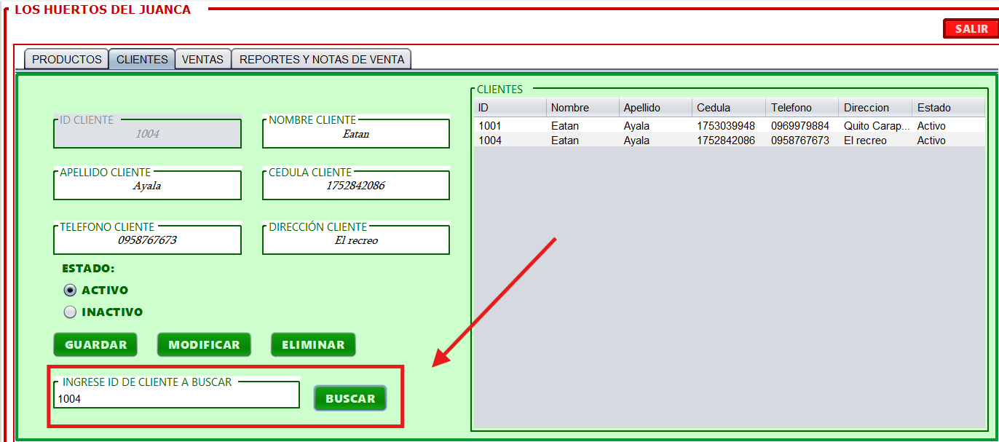 LOS HUERTOS DEL JUANCA
SALIR
PRODUCTOS CLIENTES VENTAS REPORTES Y NOTAS DE VENTA
ID CLIENTE
1004
NOMBRE CLIENTE
Eatan
APELLIDO CLIENTE
Ayala
CEDULA CLIENTE
1752842086
TELEFONO CLIENTE
0958767673
DIRECCIÓN CLIENTE
El recreo
ESTADO:
ACTIVO
INACTIVO
GUARDAR MODIFICAR ELIMINAR
INGRESE ID DE CLIENTE A BUSCAR
1004
BUSCAR
CLIENTES
ID Nombre Apellido Cedula Telefono Direccion Estado
1001 Eatan Ayala 1753039948 0969979884 Quito Carap... Activo
1004 Eatan Ayala 1752842086 0958767673 El recreo Activo